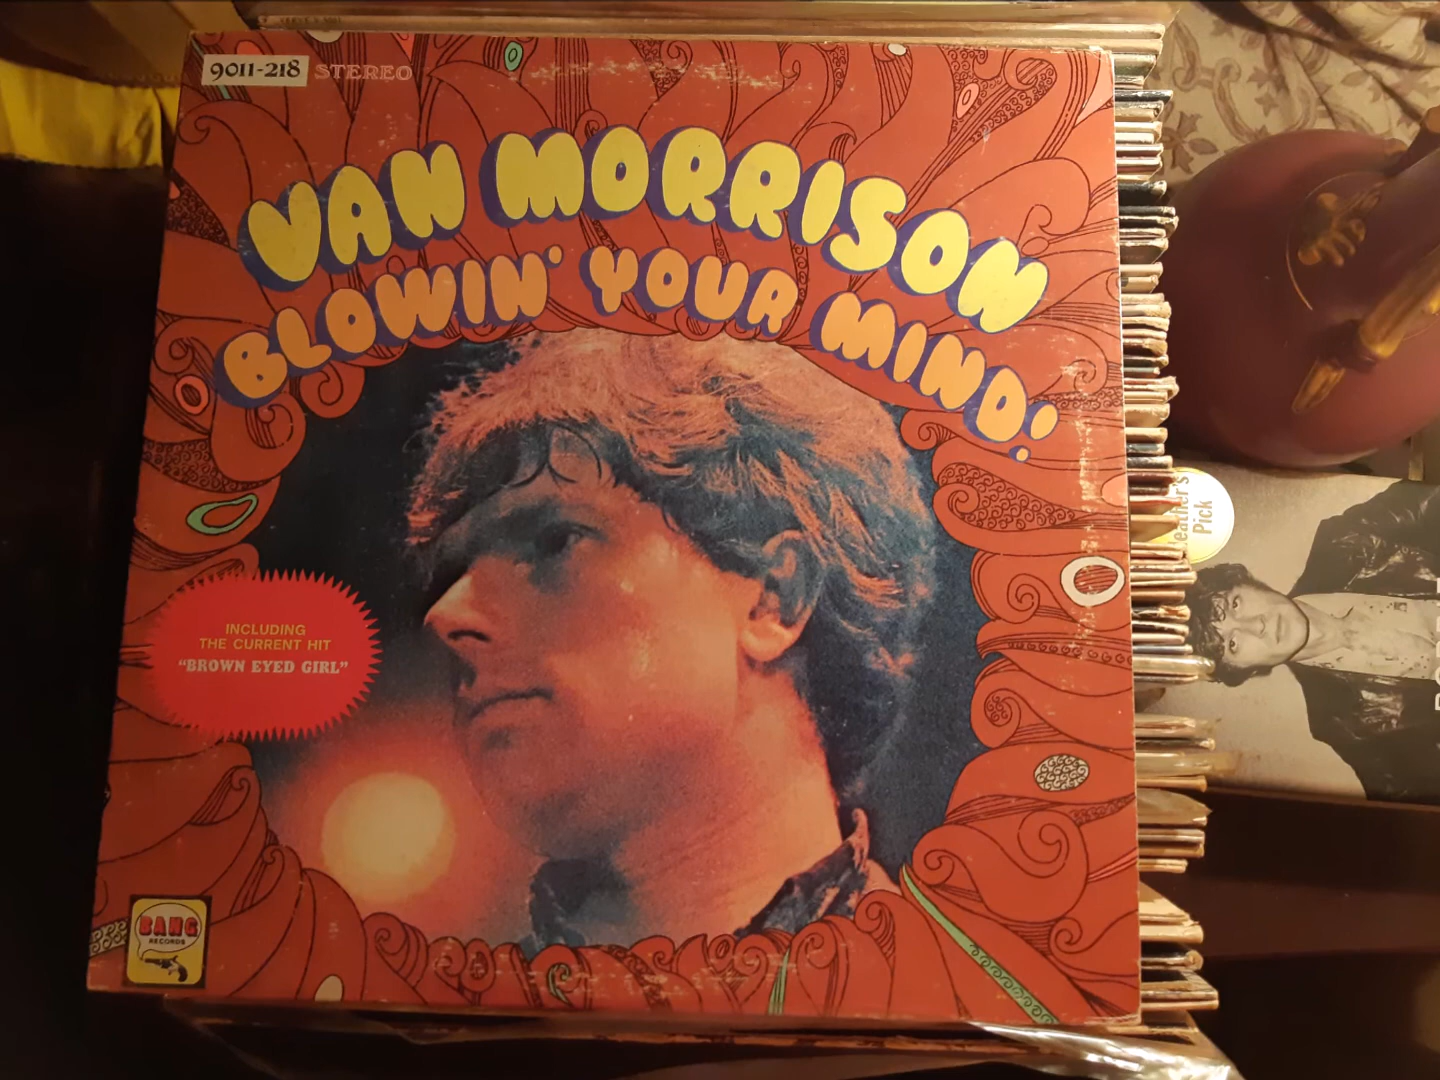 9011-218 STEREO
VAN MORRISON
BLOWIN' YOUR MIND!
INCLUDING
THE CURRENT HIT
"BROWN EYED GIRL"
BANG
RECORDS
Pick